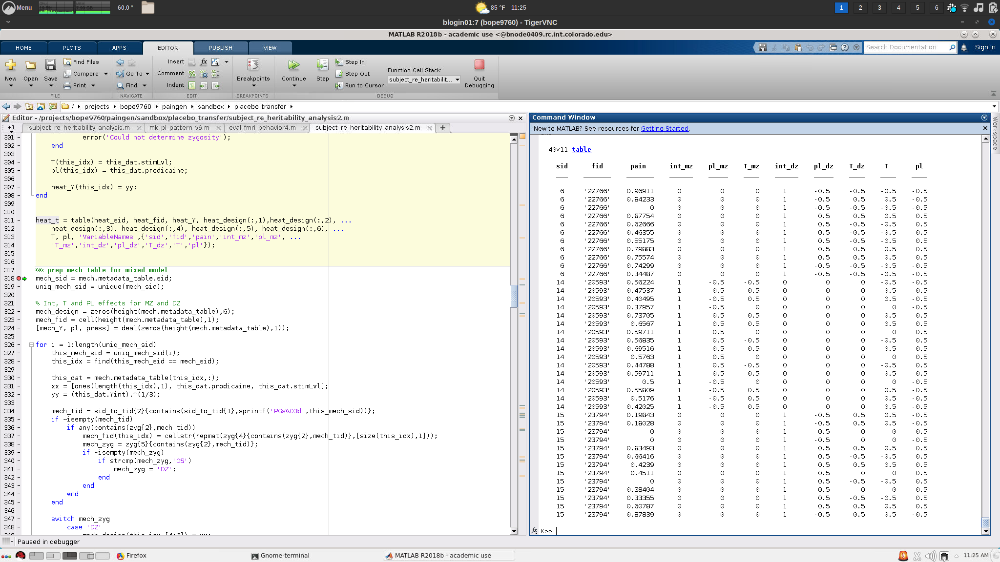 Menu 60.0 ° 85 °F 11:25 1 2 3 4 5 6
blogin01:7 (bope9760) - TigerVNC
MATLAB R2018b - academic use <@bnode0409.rc.int.colorado.edu>
HOME PLOTS APPS EDITOR PUBLISH VIEW Search Documentation Sign In
New Open Save Find Files Compare Print Go To Find Insert Comment Indent Breakpoints Continue Step Step In Step Out Run to Cursor Function Call Stack: subject_re_heritabilit... Quit Debugging
FILE NAVIGATE EDIT BREAKPOINTS DEBUG
/ projects bope9760 paingen sandbox placebo_transfer
Editor - /projects/bope9760/paingen/sandbox/placebo_transfer/subject_re_heritability_analysis2.m
+1 subject_re_heritability_analysis.m mk_pl_pattern_v6.m eval_fmri_behavior4.m subject_re_heritability_analysis2.m +
301 - error('Could not determine zygosity');
302 - end
303
304 - T(this_idx) = this_dat.stimLvl;
305 - pl(this_idx) = this_dat.prodicaine;
306
307 - heat_Y(this_idx) = yy;
308 - end
309
310
311 - heat_t = table(heat_sid, heat_fid, heat_Y, heat_design(:,1),heat_design(:,2), ...
312 heat_design(:,3), heat_design(:,4), heat_design(:,5), heat_design(:,6), ...
313 T, pl, 'VariableNames',{'sid','fid','pain','int_mz','pl_mz', ...
314 'T_mz','int_dz','pl_dz','T_dz','T','pl'});
315
316
317 %% prep mech table for mixed model
318 mech_sid = mech.metadata_table.sid;
319 - uniq_mech_sid = unique(mech_sid);
320
321 % Int, T and PL effects for MZ and DZ
322 - mech_design = zeros(height(mech.metadata_table),6);
323 - mech_fid = cell(height(mech.metadata_table),1);
324 - [mech_Y, pl, press] = deal(zeros(height(mech.metadata_table),1));
325
326 - for i = 1:length(uniq_mech_sid)
327 - this_mech_sid = uniq_mech_sid(i);
328 - this_idx = find(this_mech_sid == mech_sid);
329
330 - this_dat = mech.metadata_table(this_idx,:);
331 - xx = [ones(length(this_idx),1), this_dat.prodicaine, this_dat.stimLvl];
332 - yy = (this_dat.Yint).^(1/3);
333
334 - mech_tid = sid_to_tid{2}{contains(sid_to_tid{1},sprintf('PGs%03d',this_mech_sid))};
335 - if ~isempty(mech_tid)
336 - if any(contains(zyg{2},mech_tid))
337 - mech_fid(this_idx) = cellstr(repmat(zyg{4}{contains(zyg{2},mech_tid)},[size(this_idx),1]));
338 - mech_zyg = zyg{5}{contains(zyg{2},mech_tid)};
339 - if ~isempty(mech_zyg)
340 - if strcmp(mech_zyg,'OS')
341 - mech_zyg = 'DZ';
342 - end
343 - end
344 - end
345 - end
346
347 - switch mech_zyg
348 - case 'DZ'
Paused in debugger
Command Window
New to MATLAB? See resources for Getting Started.
Workspace
40×11 table
sid fid pain int_mz pl_mz T_mz int_dz pl_dz T_dz T pl
6 '22766' 0.96911 0 0 0 1 -0.5 -0.5 -0.5 -0.5
6 '22766' 0.84233 0 0 0 1 -0.5 0.5 0.5 -0.5
6 '22766' 0 0 0 0 1 -0.5 -0.5 -0.5 -0.5
6 '22766' 0.87754 0 0 0 1 0.5 0.5 0.5 0.5
6 '22766' 0.62666 0 0 0 1 0.5 -0.5 -0.5 0.5
6 '22766' 0.46355 0 0 0 1 0.5 -0.5 -0.5 0.5
6 '22766' 0.55175 0 0 0 1 0.5 -0.5 -0.5 0.5
6 '22766' 0.79883 0 0 0 1 0.5 0.5 0.5 0.5
6 '22766' 0.75574 0 0 0 1 0.5 0.5 0.5 0.5
6 '22766' 0.74299 0 0 0 1 -0.5 -0.5 -0.5 -0.5
6 '22766' 0.34487 0 0 0 1 -0.5 -0.5 -0.5 -0.5
14 '20593' 0.56224 1 -0.5 -0.5 0 0 0 -0.5 -0.5
14 '20593' 0.47537 1 -0.5 -0.5 0 0 0 -0.5 -0.5
14 '20593' 0.40495 1 -0.5 0.5 0 0 0 0.5 -0.5
14 '20593' 0.37957 1 -0.5 0 0 0 0 0 -0.5
14 '20593' 0.73705 1 0.5 0.5 0 0 0 0.5 0.5
14 '20593' 0.6567 1 0.5 0.5 0 0 0 0.5 0.5
14 '20593' 0.59711 1 0.5 0 0 0 0 0 0.5
14 '20593' 0.56835 1 0.5 -0.5 0 0 0 -0.5 0.5
14 '20593' 0.69516 1 0.5 0.5 0 0 0 0.5 0.5
14 '20593' 0.5763 1 0.5 0 0 0 0 0 0.5
14 '20593' 0.44788 1 0.5 -0.5 0 0 0 -0.5 0.5
14 '20593' 0.59711 1 0.5 0.5 0 0 0 0.5 0.5
14 '20593' 0.5 1 -0.5 0 0 0 0 0 -0.5
14 '20593' 0.55809 1 -0.5 0.5 0 0 0 0.5 -0.5
14 '20593' 0.5176 1 -0.5 0.5 0 0 0 0.5 -0.5
14 '20593' 0.42025 1 -0.5 0.5 0 0 0 0.5 -0.5
15 '23794' 0.19843 0 0 0 1 -0.5 0.5 0.5 -0.5
15 '23794' 0.18028 0 0 0 1 -0.5 0.5 0.5 -0.5
15 '23794' 0 0 0 0 1 -0.5 0 0 -0.5
15 '23794' 0 0 0 0 1 -0.5 0 0 -0.5
15 '23794' 0.83493 0 0 0 1 0.5 0.5 0.5 0.5
15 '23794' 0.66416 0 0 0 1 0.5 -0.5 -0.5 0.5
15 '23794' 0.4239 0 0 0 1 0.5 0.5 0.5 0.5
15 '23794' 0.4511 0 0 0 1 0.5 0 0 0.5
15 '23794' 0 0 0 0 1 0.5 -0.5 -0.5 0.5
15 '23794' 0.38404 0 0 0 1 0.5 0 0 0.5
15 '23794' 0.33355 0 0 0 1 0.5 -0.5 -0.5 0.5
15 '23794' 0.60787 0 0 0 1 0.5 0.5 0.5 0.5
15 '23794' 0.87839 0 0 0 1 -0.5 0.5 0.5 -0.5
fx K>>
Firefox Gnome-terminal MATLAB R2018b - academic use 11:25 AM